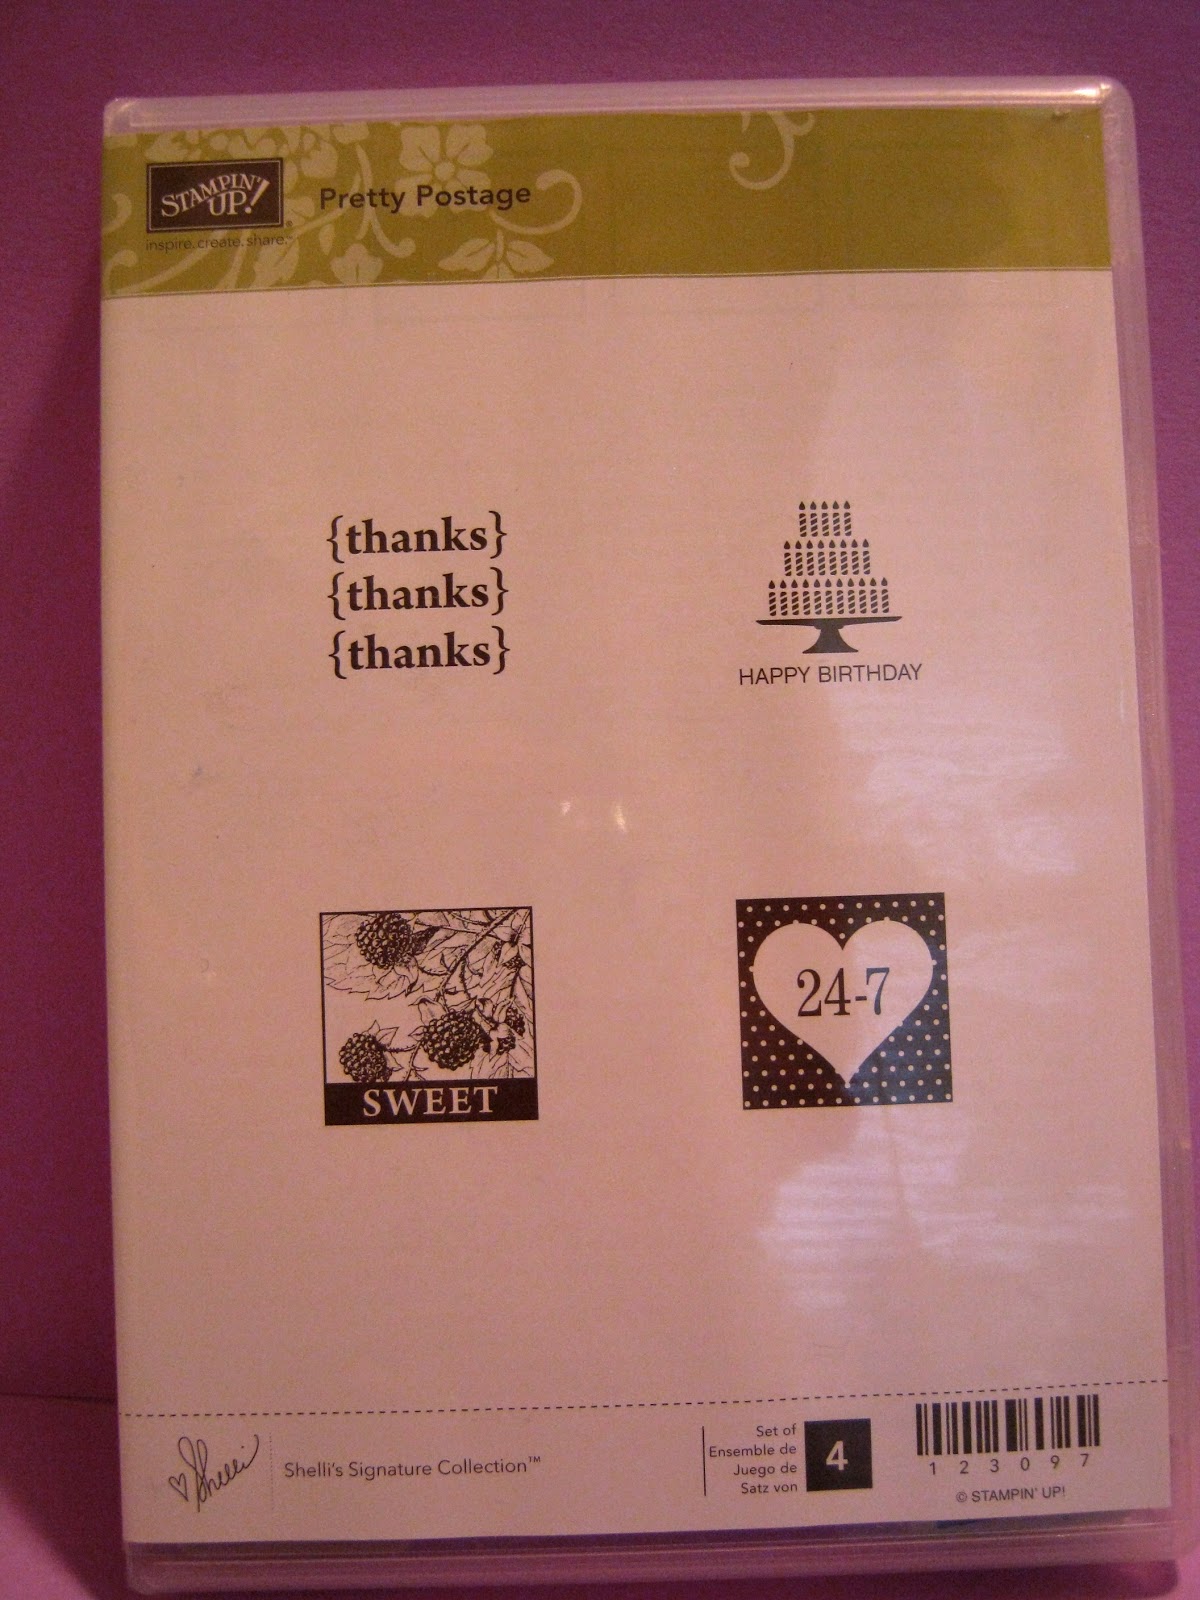 STAMPIN' UP!
inspire.create.share.™
Pretty Postage
{thanks}
{thanks}
{thanks}
HAPPY BIRTHDAY
SWEET
24-7
Shelli
Shelli's Signature Collection™
Set of
Ensemble de
Juego de
Satz von
4
123097
© STAMPIN' UP!